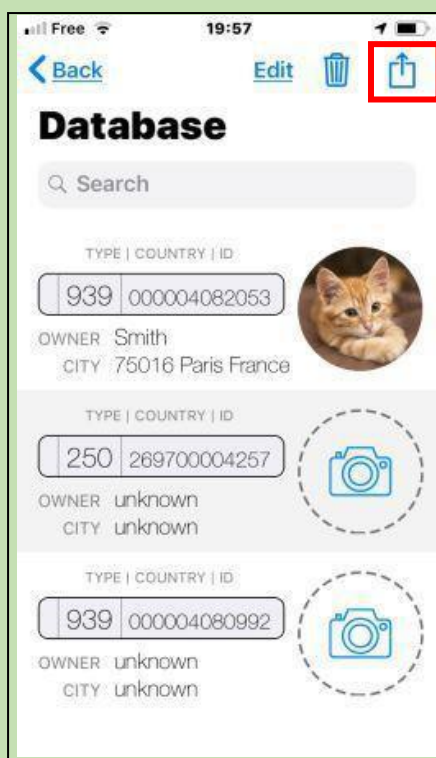 Free 19:57
Back Edit
Database
Search
TYPE | COUNTRY | ID
939 000004082053
OWNER Smith
CITY 75016 Paris France
TYPE | COUNTRY | ID
250 269700004257
OWNER unknown
CITY unknown
TYPE | COUNTRY | ID
939 000004080992
OWNER unknown
CITY unknown